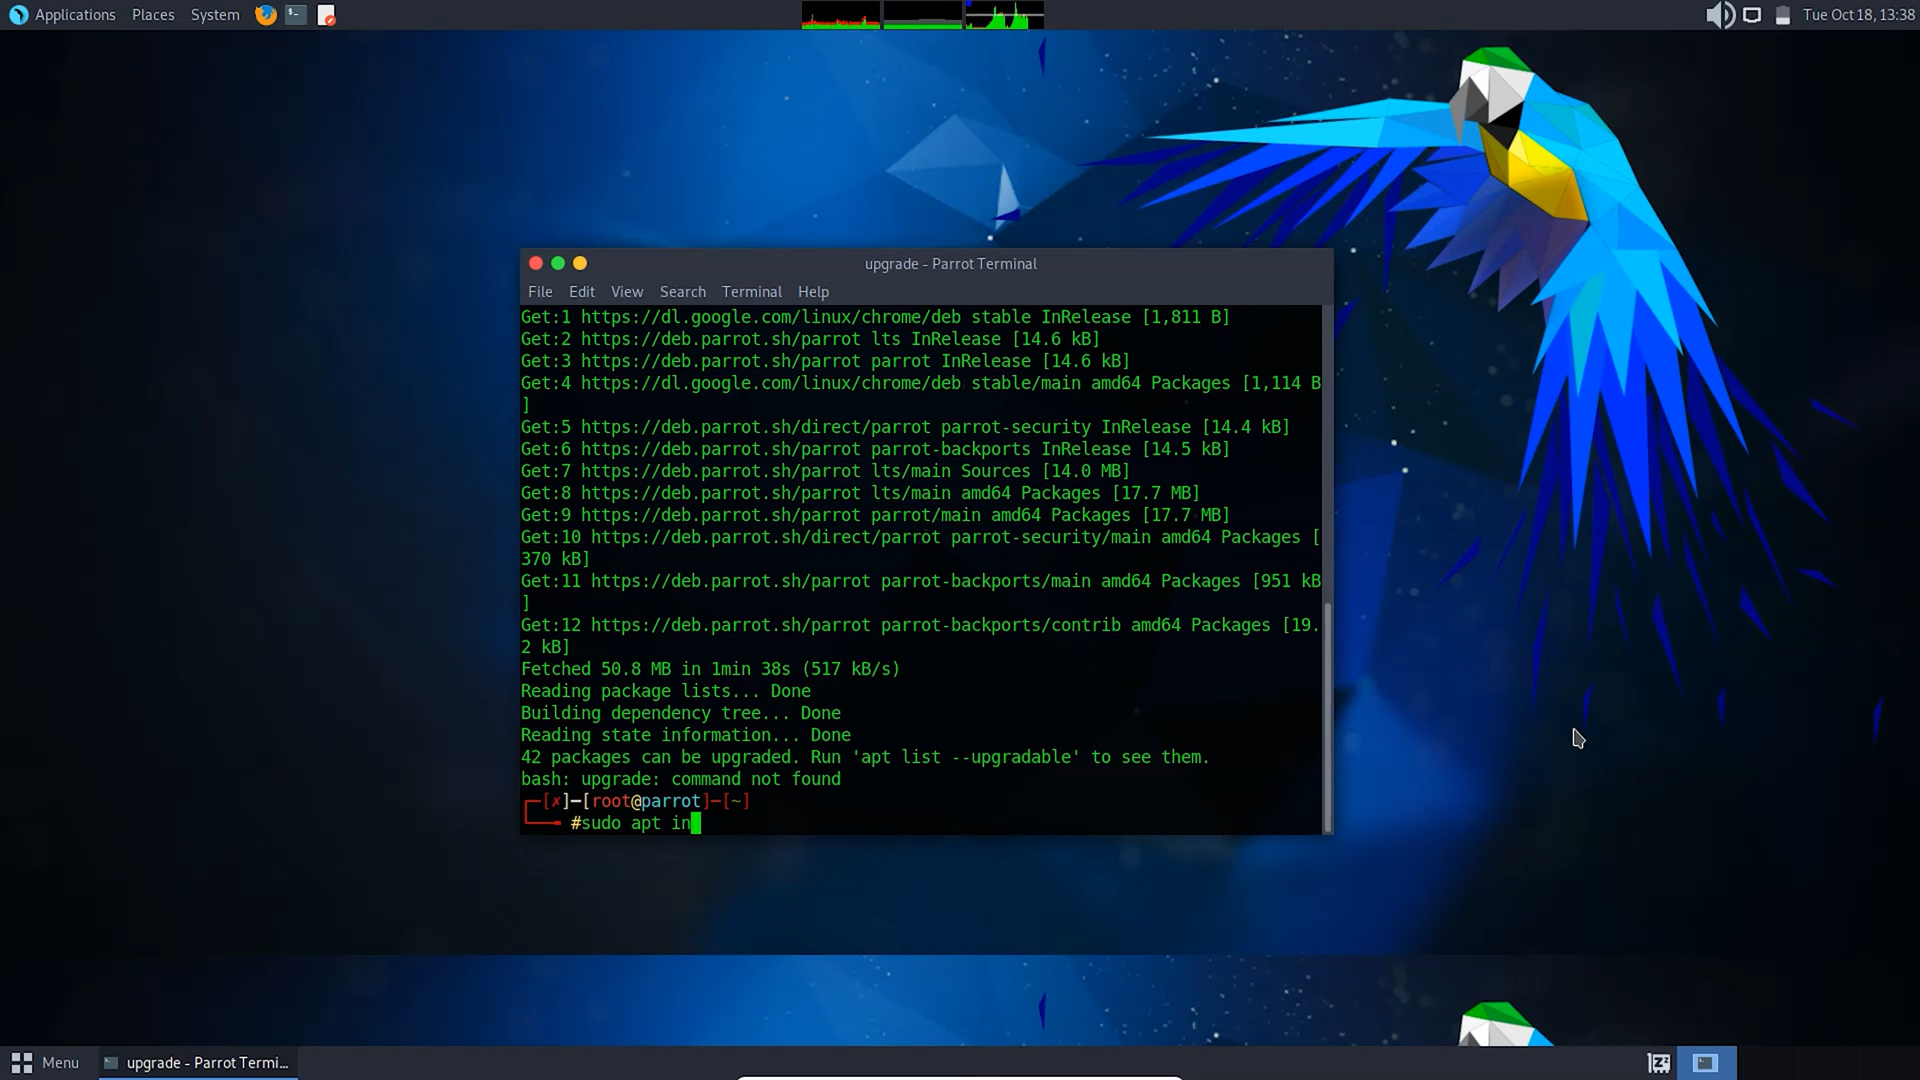 Applications Places System
Tue Oct 18, 13:38
upgrade - Parrot Terminal
File Edit View Search Terminal Help
Get:1 https://dl.google.com/linux/chrome/deb stable InRelease [1,811 B]
Get:2 https://deb.parrot.sh/parrot lts InRelease [14.6 kB]
Get:3 https://deb.parrot.sh/parrot parrot InRelease [14.6 kB]
Get:4 https://dl.google.com/linux/chrome/deb stable/main amd64 Packages [1,114 B
]
Get:5 https://deb.parrot.sh/direct/parrot parrot-security InRelease [14.4 kB]
Get:6 https://deb.parrot.sh/parrot parrot-backports InRelease [14.5 kB]
Get:7 https://deb.parrot.sh/parrot lts/main Sources [14.0 MB]
Get:8 https://deb.parrot.sh/parrot lts/main amd64 Packages [17.7 MB]
Get:9 https://deb.parrot.sh/parrot parrot/main amd64 Packages [17.7 MB]
Get:10 https://deb.parrot.sh/direct/parrot parrot-security/main amd64 Packages [
370 kB]
Get:11 https://deb.parrot.sh/parrot parrot-backports/main amd64 Packages [951 kB
]
Get:12 https://deb.parrot.sh/parrot parrot-backports/contrib amd64 Packages [19.
2 kB]
Fetched 50.8 MB in 1min 38s (517 kB/s)
Reading package lists... Done
Building dependency tree... Done
Reading state information... Done
42 packages can be upgraded. Run 'apt list --upgradable' to see them.
bash: upgrade: command not found
┌─[✗]─[root@parrot]─[~]
└──╼ #sudo apt in
Menu
upgrade - Parrot Termi...